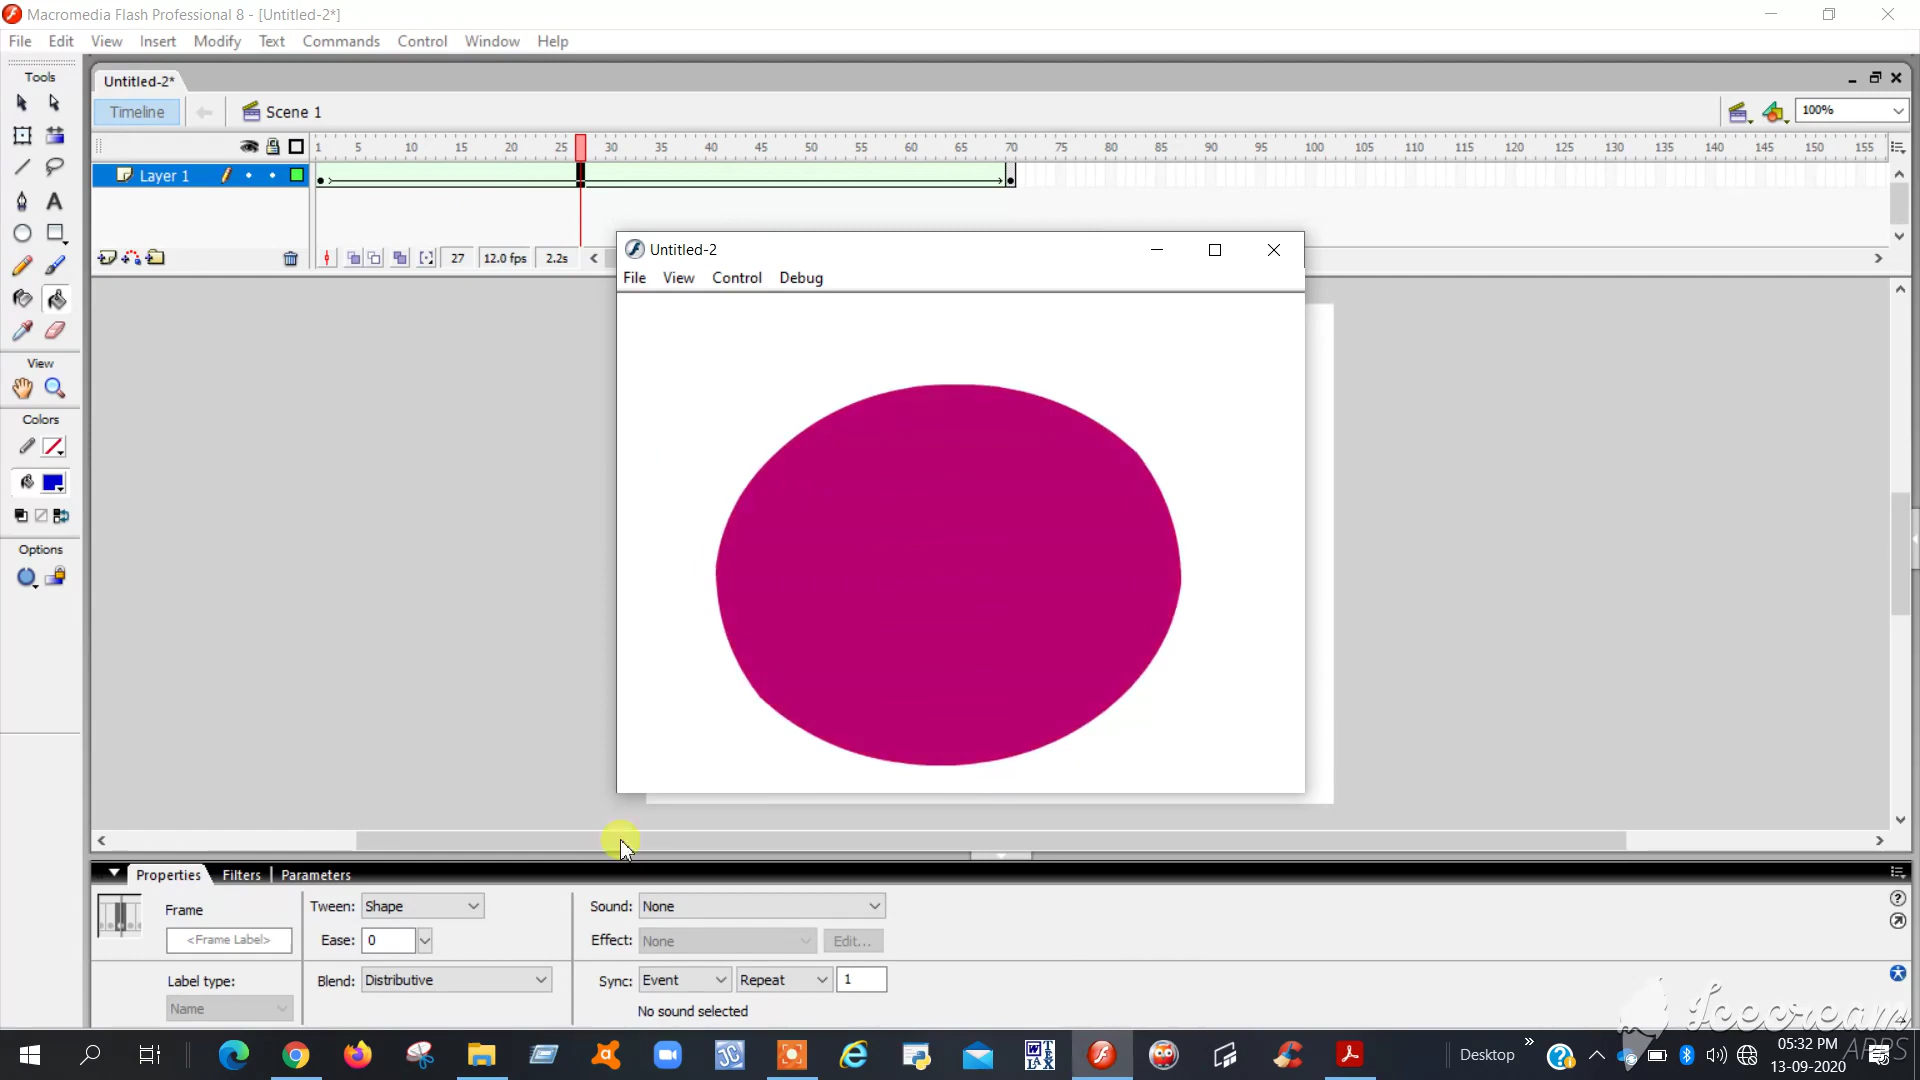 Macromedia Flash Professional 8 - [Untitled-2*]
File Edit View Insert Modify Text Commands Control Window Help
Tools
Untitled-2*
Timeline Scene 1 100%
1 5 10 15 20 25 30 35 40 45 50 55 60 65 70 75 80 85 90 95 100 105 110 115 120 125 130 135 140 145 150 155
Layer 1
27 12.0 fps 2.2s
Untitled-2
File View Control Debug
View
Colors
Options
Properties Filters Parameters
Frame Tween: Shape Sound: None
<Frame Label> Ease: 0 Effect: None Edit...
Label type: Blend: Distributive Sync: Event Repeat 1
Name No sound selected
Icecream
APPS
Desktop 05:32 PM
13-09-2020